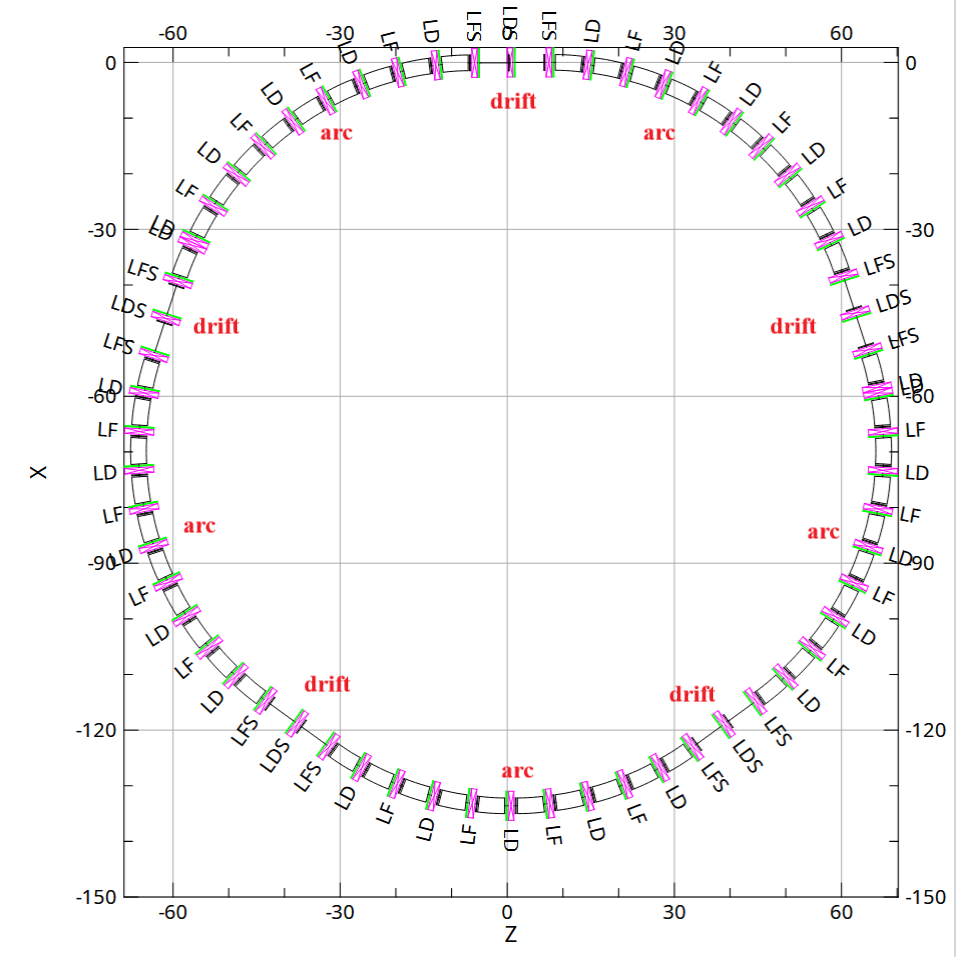 -60 -30 0 30 60
LD LF LD LFS LDS LFS LD LF LD
0 LD LF LF LD 0
drift
LF arc arc LF
LD LD
LF LF
-30 LD LD -30
LD
LFS LFS
LDS drift drift LDS
LFS LFS
LD LD
-60 LD -60
LF LF
LD LD
X
LF arc arc LF
-90 LD LD -90
LF LF
LD LD
LF LF
LD drift drift LD
LFS LFS
-120 LDS LDS -120
LFS arc LFS
LD LD
LF LF
LD LF LD LF LD
-150 -150
-60 -30 0 30 60
Z